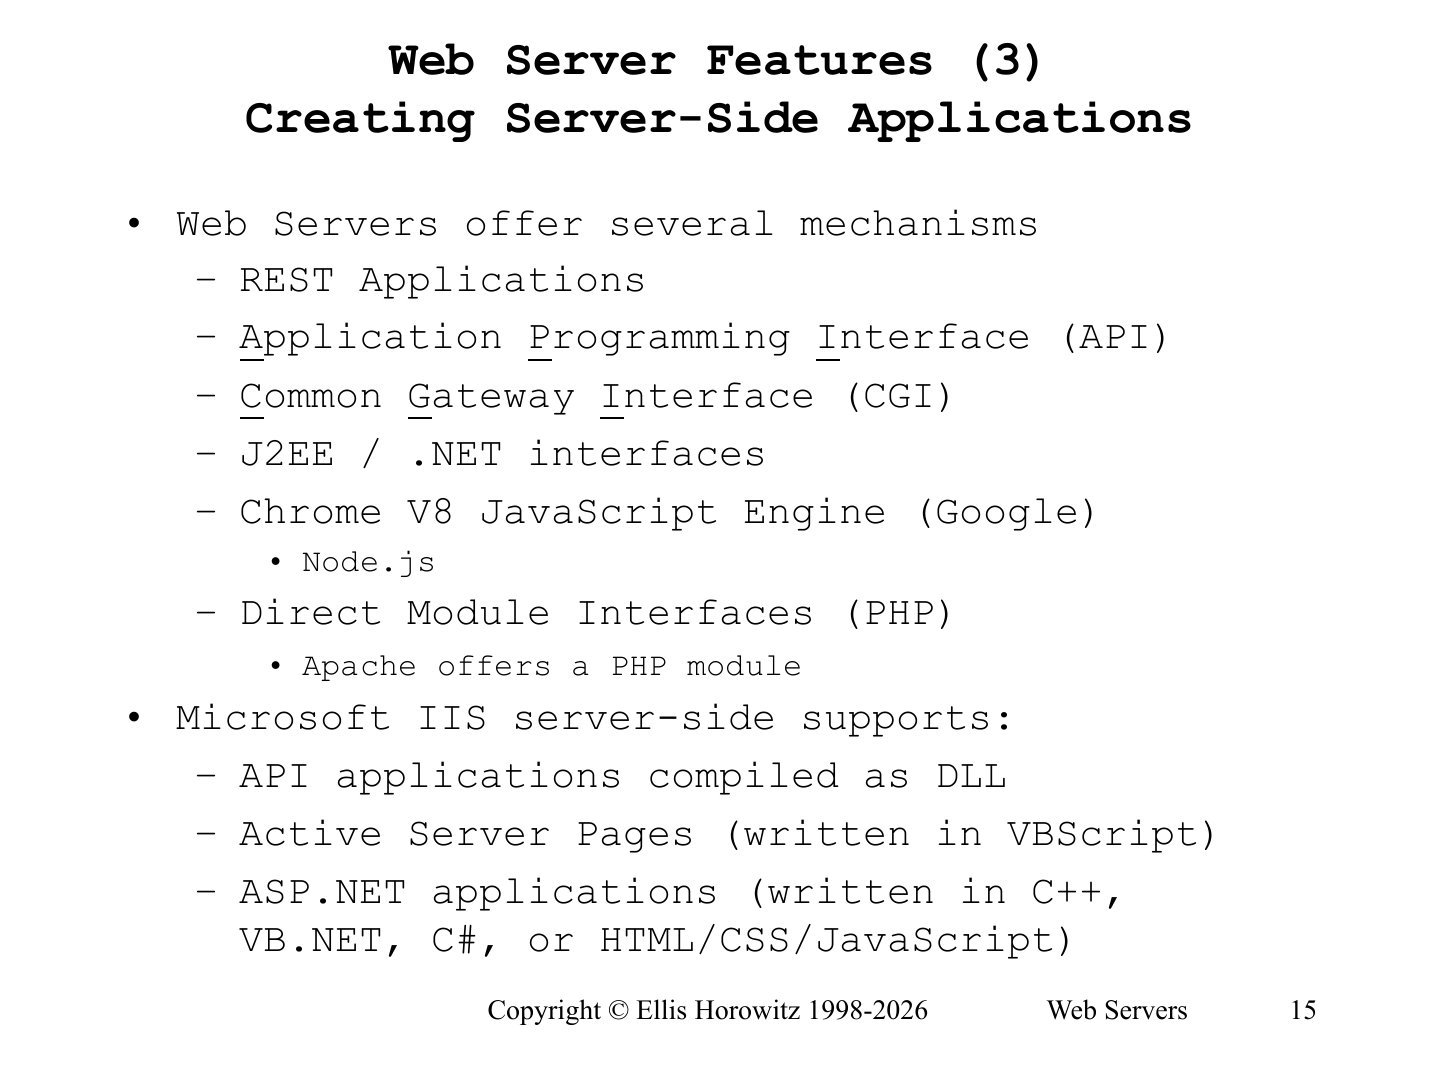 Web Server Features (3)
Creating Server-Side Applications
• Web Servers offer several mechanisms
– REST Applications
– Application Programming Interface (API)
– Common Gateway Interface (CGI)
– J2EE / .NET interfaces
– Chrome V8 JavaScript Engine (Google)
• Node.js
– Direct Module Interfaces (PHP)
• Apache offers a PHP module
• Microsoft IIS server-side supports:
– API applications compiled as DLL
– Active Server Pages (written in VBScript)
– ASP.NET applications (written in C++,
VB.NET, C#, or HTML/CSS/JavaScript)
Copyright © Ellis Horowitz 1998-2026 Web Servers 15